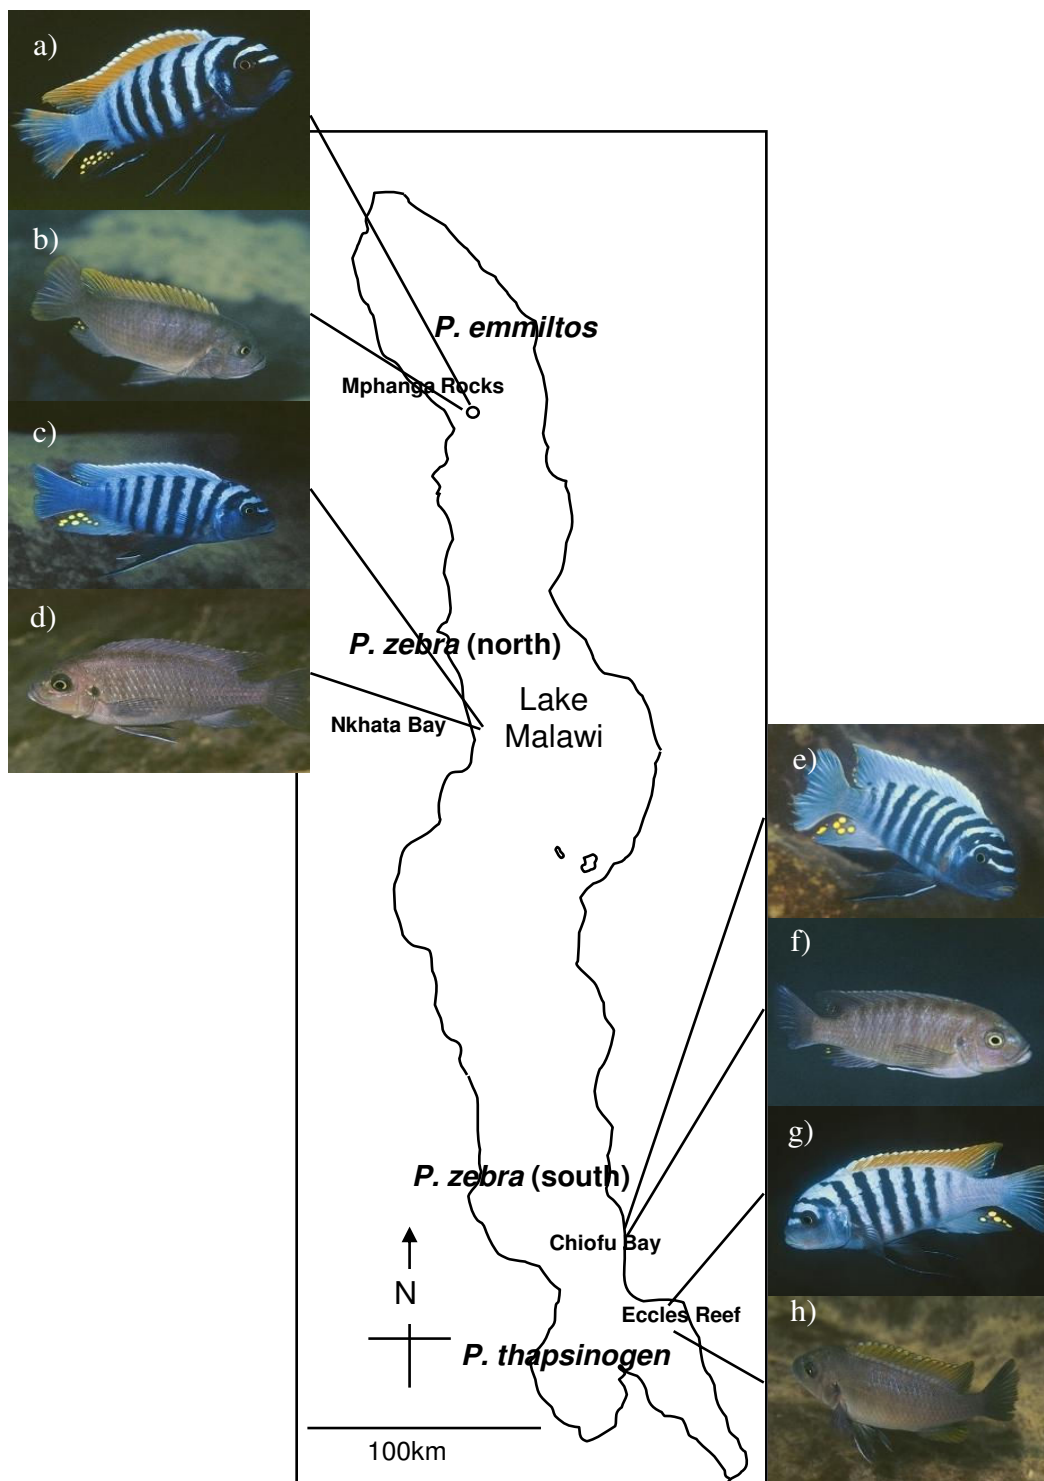 a)
b)
c)
d)
P. emmiltos
Mphanga Rocks
P. zebra (north)
Lake
Malawi
Nkhata Bay
e)
f)
g)
h)
P. zebra (south)
Chiofu Bay
N
Eccles Reef
P. thapsinogen
100km